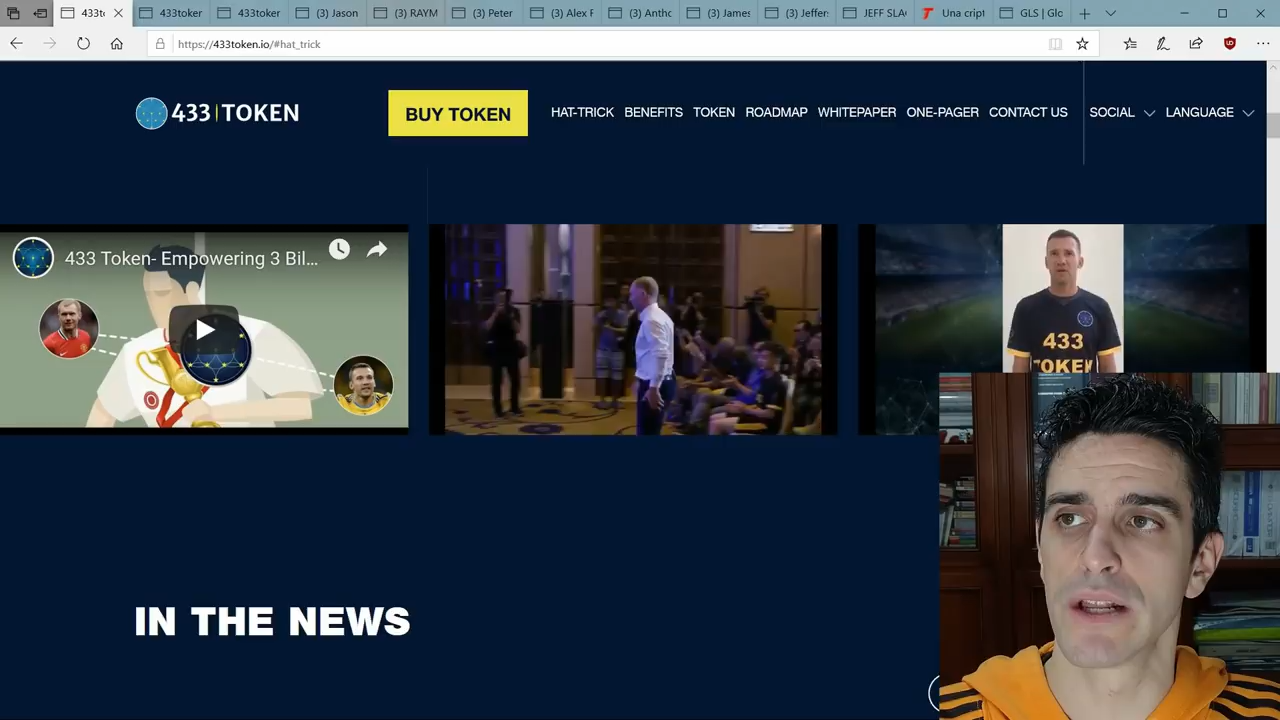 433t
433toker
433toker
(3) Jason
(3) RAYM
(3) Peter
(3) Alex F
(3) Antho
(3) James
(3) Jeffers
JEFF SLA
Una cript
GLS | Glo
https://433token.io/#hat_trick
433 | TOKEN
BUY TOKEN
HAT-TRICK
BENEFITS
TOKEN
ROADMAP
WHITEPAPER
ONE-PAGER
CONTACT US
SOCIAL
LANGUAGE
433 Token- Empowering 3 Bil...
433
TOKEN
IN THE NEWS